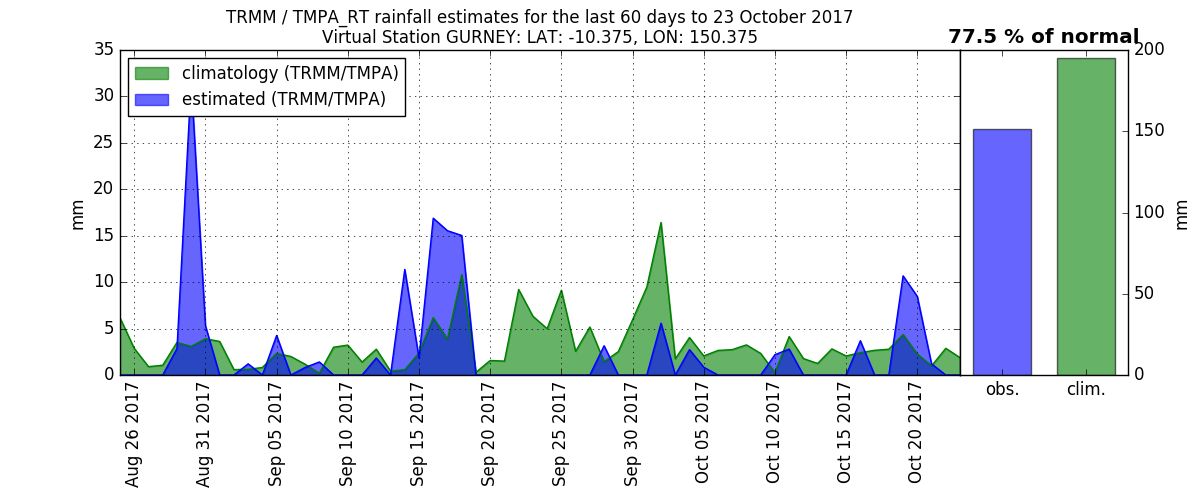 TRMM / TMPA_RT rainfall estimates for the last 60 days to 23 October 2017
Virtual Station GURNEY: LAT: -10.375, LON: 150.375
77.5 % of normal
climatology (TRMM/TMPA)
estimated (TRMM/TMPA)
35
30
25
20
15
10
5
0
mm
Aug 26 2017
Aug 31 2017
Sep 05 2017
Sep 10 2017
Sep 15 2017
Sep 20 2017
Sep 25 2017
Sep 30 2017
Oct 05 2017
Oct 10 2017
Oct 15 2017
Oct 20 2017
obs.
clim.
200
150
100
50
0
mm